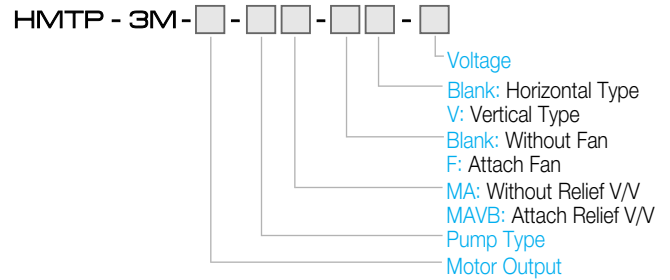 HMTP - 3M - - - -
Voltage
Blank: Horizontal Type
V: Vertical Type
Blank: Without Fan
F: Attach Fan
MA: Without Relief V/V
MAVB: Attach Relief V/V
Pump Type
Motor Output